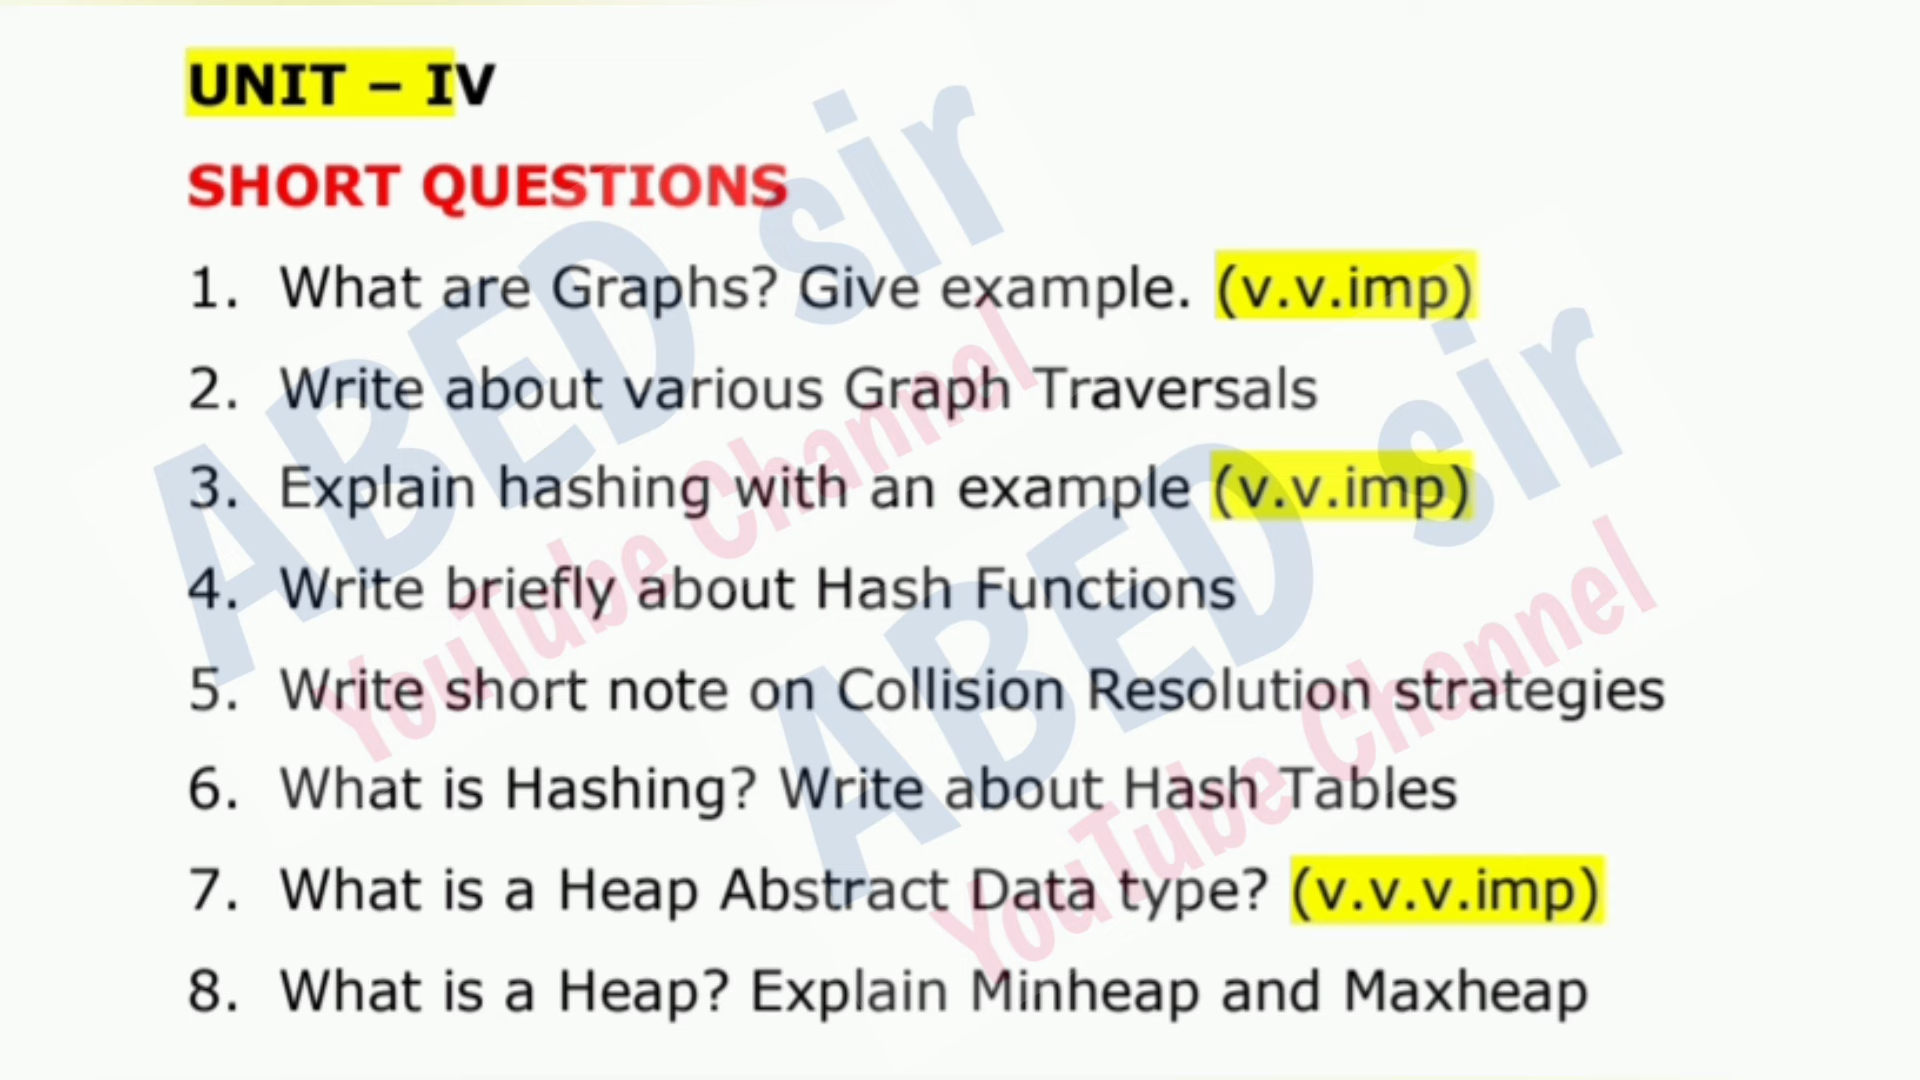 UNIT – IV
SHORT QUESTIONS
1. What are Graphs? Give example. (v.v.imp)
2. Write about various Graph Traversals
3. Explain hashing with an example (v.v.imp)
4. Write briefly about Hash Functions
5. Write short note on Collision Resolution strategies
6. What is Hashing? Write about Hash Tables
7. What is a Heap Abstract Data type? (v.v.v.imp)
8. What is a Heap? Explain Minheap and Maxheap
ABED sir
YouTube Channel
ABED sir
YouTube Channel